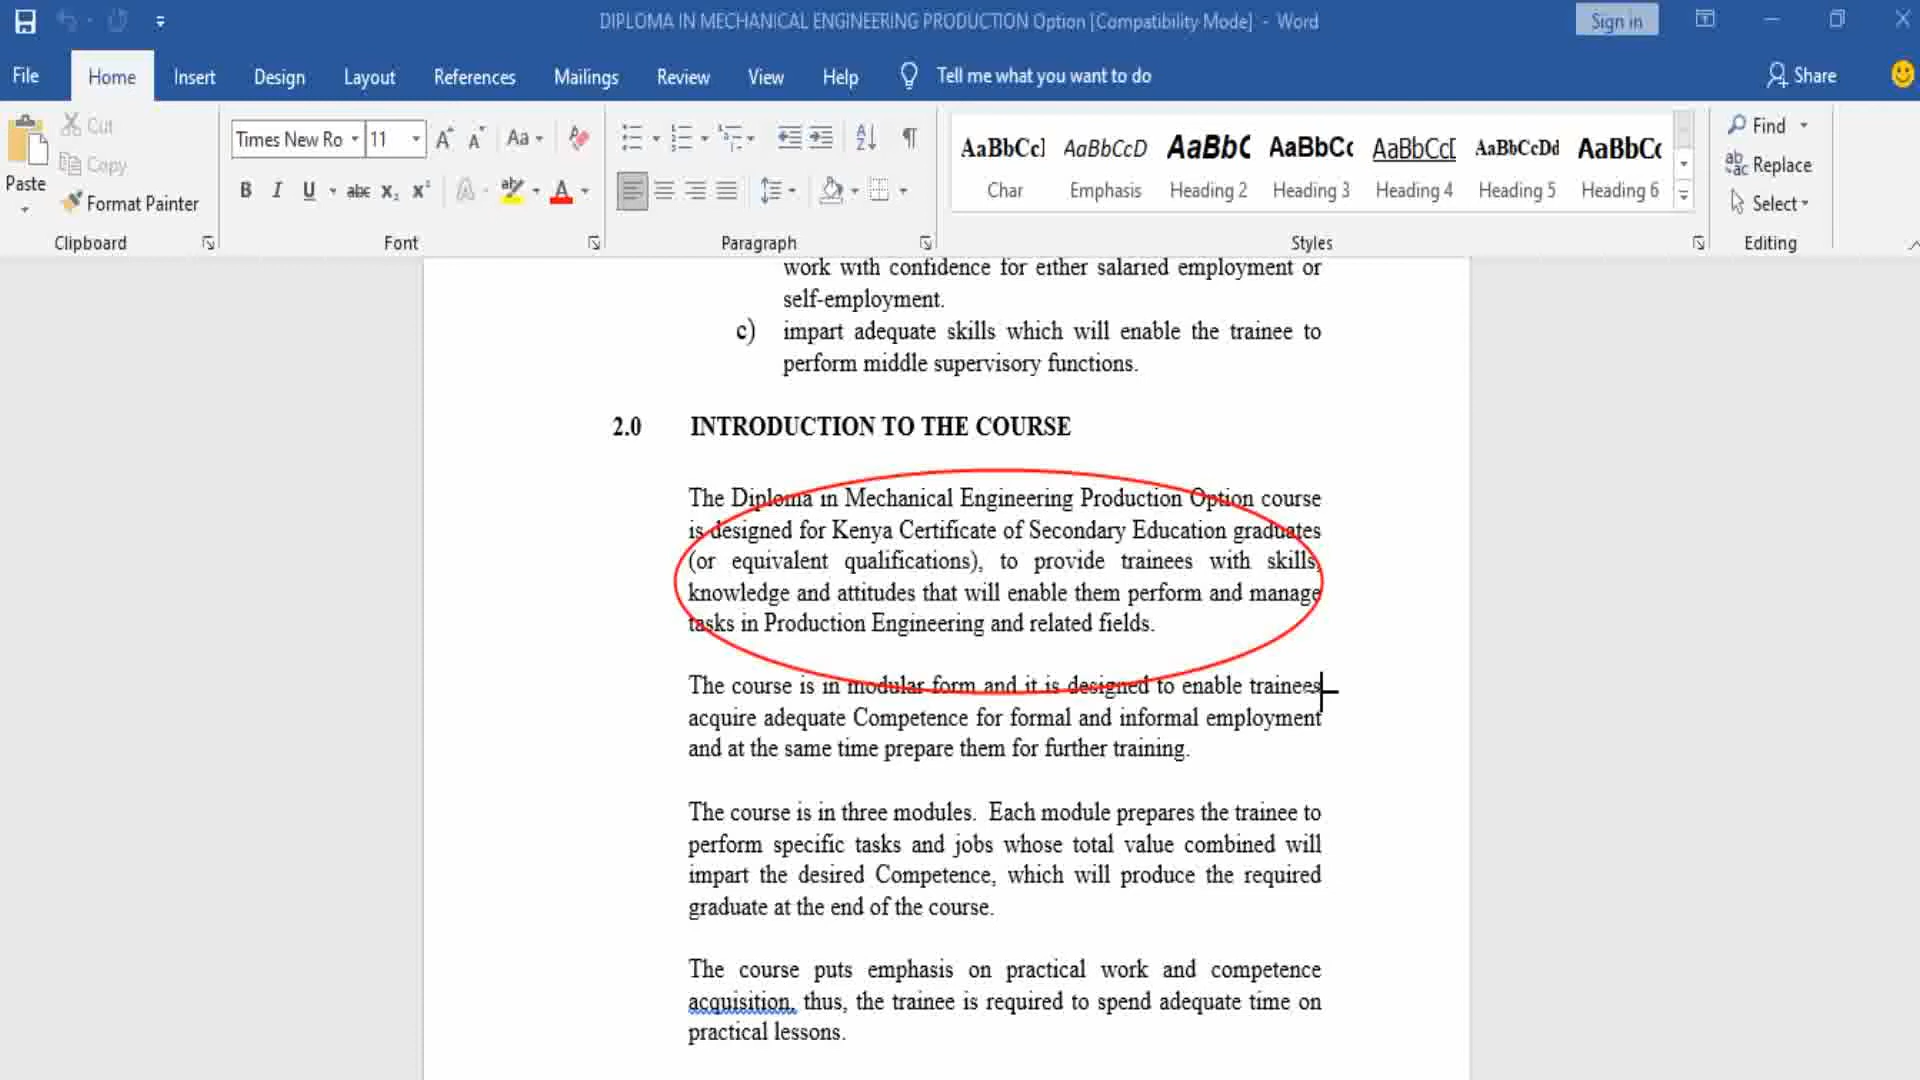 DIPLOMA IN MECHANICAL ENGINEERING PRODUCTION Option [Compatibility Mode] - Word
Sign in
File Home Insert Design Layout References Mailings Review View Help Tell me what you want to do Share
Paste
Cut
Copy
Format Painter
Clipboard
Times New Ro 11
Aa
B I U abc x₂ x²
Font
Paragraph
AaBbCcI AaBbCcD AaBbC AaBbCc AaBbCcD AaBbCcDd AaBbCc
Char Emphasis Heading 2 Heading 3 Heading 4 Heading 5 Heading 6
Styles
Find
Replace
Select
Editing
work with confidence for either salaried employment or
self-employment.
c) impart adequate skills which will enable the trainee to
perform middle supervisory functions.
2.0 INTRODUCTION TO THE COURSE
The Diploma in Mechanical Engineering Production Option course
is designed for Kenya Certificate of Secondary Education graduates
(or equivalent qualifications), to provide trainees with skills,
knowledge and attitudes that will enable them perform and manage
tasks in Production Engineering and related fields.
The course is in modular form and it is designed to enable trainees
acquire adequate Competence for formal and informal employment
and at the same time prepare them for further training.
The course is in three modules. Each module prepares the trainee to
perform specific tasks and jobs whose total value combined will
impart the desired Competence, which will produce the required
graduate at the end of the course.
The course puts emphasis on practical work and competence
acquisition, thus, the trainee is required to spend adequate time on
practical lessons.